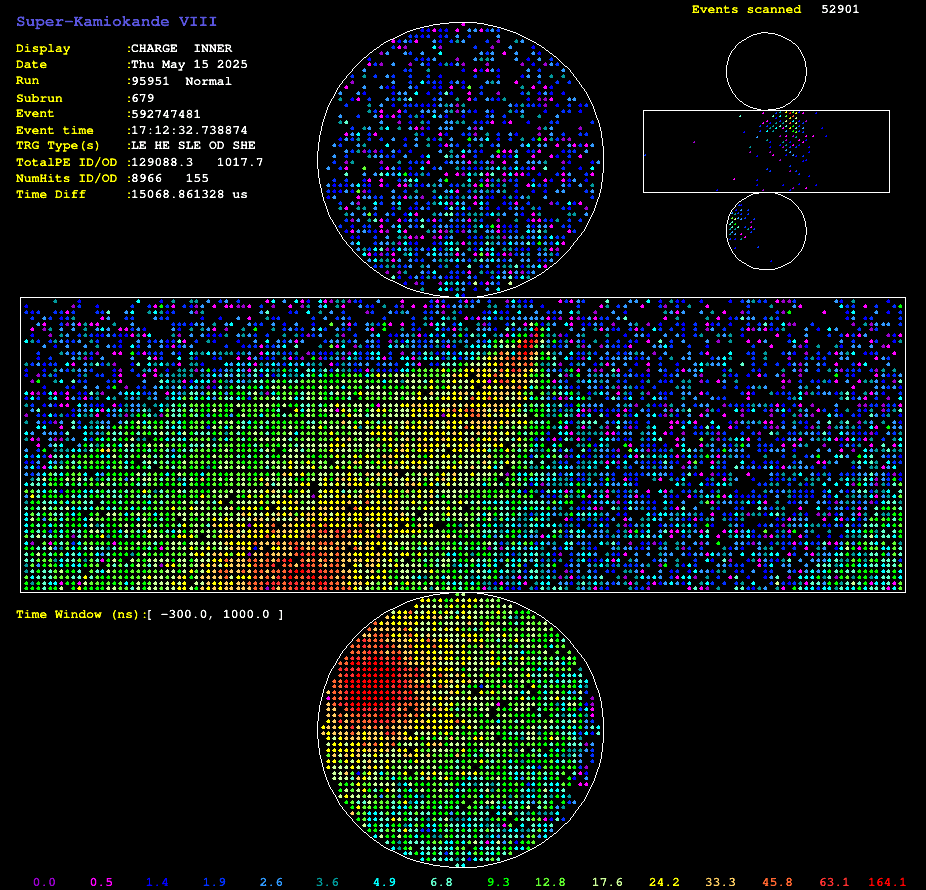 Super-Kamiokande VIII
Display :CHARGE INNER
Date :Thu May 15 2025
Run :95951 Normal
Subrun :679
Event :592747481
Event time :17:12:32.738874
TRG Type(s) :LE HE SLE OD SHE
TotalPE ID/OD :129088.3 1017.7
NumHits ID/OD :8966 155
Time Diff :15068.861328 us
Events scanned 52901
Time Window (ns):[ -300.0, 1000.0 ]
0.0 0.5 1.4 1.9 2.6 3.6 4.9 6.8 9.3 12.8 17.6 24.2 33.3 45.8 63.1 164.1